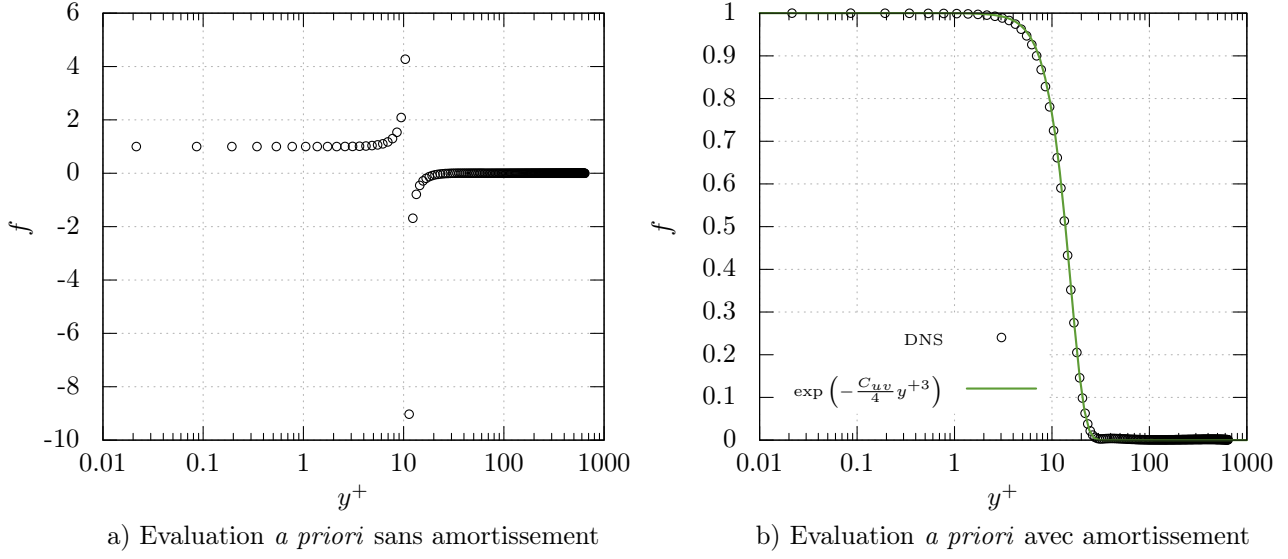 6
4
2
0
-2
-4
-6
-8
-10
f
0.01 0.1 1 10 100 1000
y+
a) Evaluation a priori sans amortissement
1
0.9
0.8
0.7
0.6
0.5
0.4
0.3
0.2
0.1
0
f
DNS
exp (-C_{uv}/4 y^{+3})
0.01 0.1 1 10 100 1000
y+
b) Evaluation a priori avec amortissement